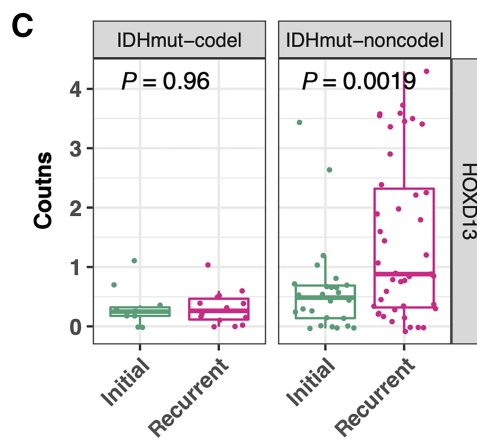 C
IDHmut−codel
IDHmut−noncodel
P = 0.96
P = 0.0019
Coutns
4
3
2
1
0
HOXD13
Initial
Recurrent
Initial
Recurrent